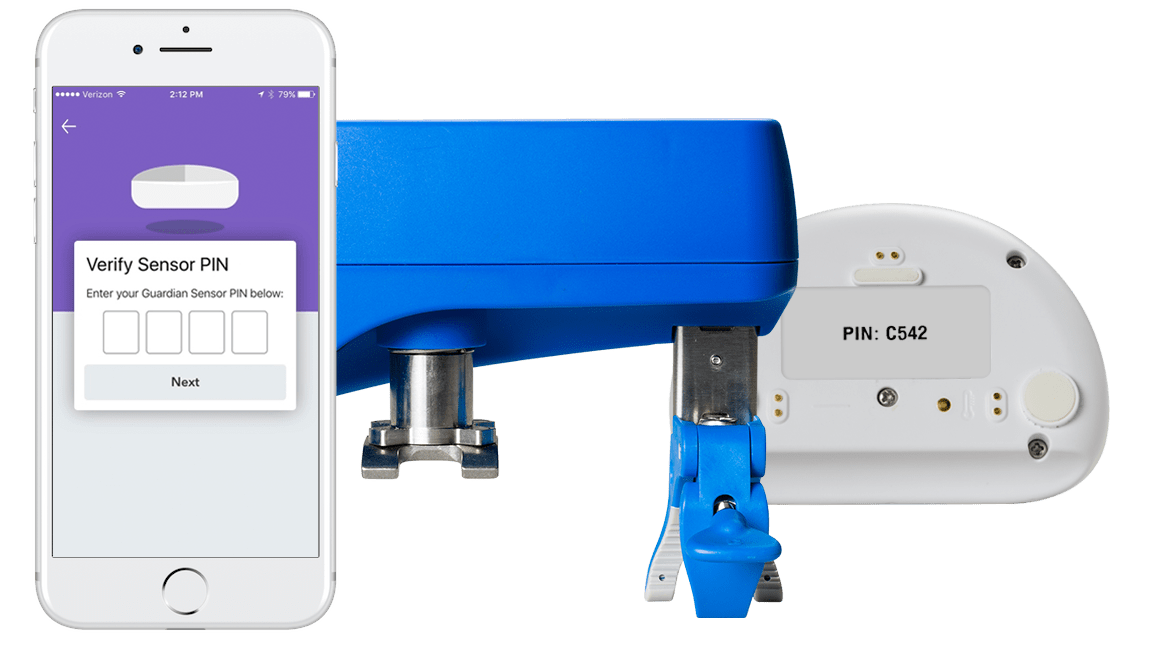 ●●●●● Verizon 2:12 PM 79%
Verify Sensor PIN
Enter your Guardian Sensor PIN below:
Next
PIN: C542